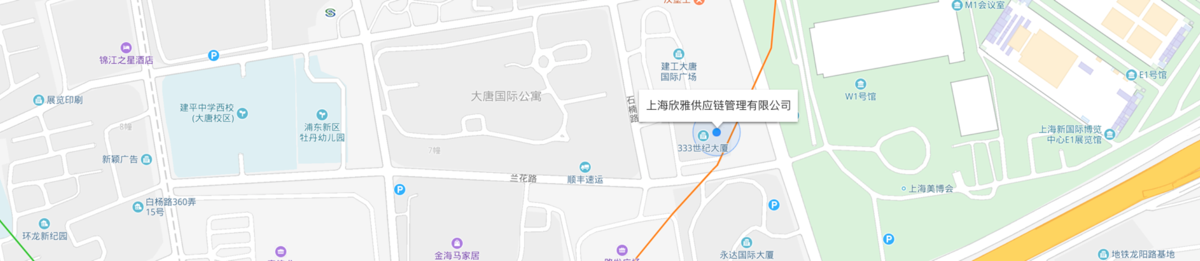 M1会议室
锦江之星酒店
建工大唐
国际广场
E1号馆
展览印刷
大唐国际公寓
W1号馆
石楠路
上海欣雅供应链管理有限公司
建平中学西校
(大唐校区)
浦东新区
牡丹幼儿园
8幢
7幢
333世纪大厦
上海新国际博览
中心E1展览馆
新颖广告
兰花路
顺丰速运
上海美博会
白杨路360弄
15号
环龙新纪园
金海马家居
永达国际大厦
地铁龙阳路基地